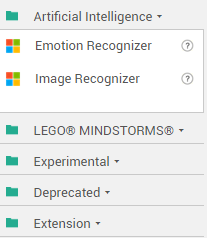 Artificial Intelligence
Emotion Recognizer
Image Recognizer
LEGO® MINDSTORMS®
Experimental
Deprecated
Extension